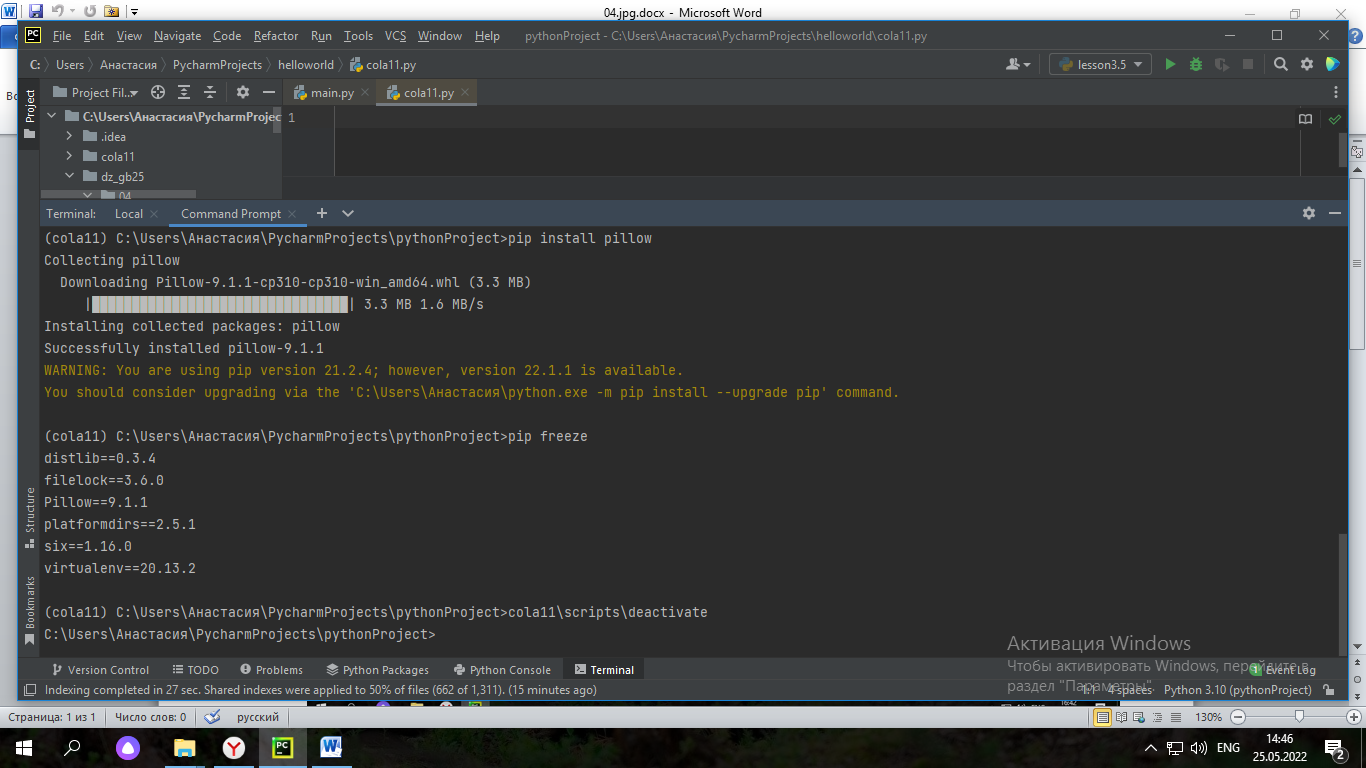 04.jpg.docx - Microsoft Word
PC File Edit View Navigate Code Refactor Run Tools VCS Window Help pythonProject - C:\Users\Анастасия\PycharmProjects\helloworld\cola11.py
C: Users Анастасия PycharmProjects helloworld cola11.py lesson3.5
Project Project Fil... main.py cola11.py
C:\Users\Анастасия\PycharmProjec 1
.idea
cola11
dz_gb25
04
Terminal: Local Command Prompt
(cola11) C:\Users\Анастасия\PycharmProjects\pythonProject>pip install pillow
Collecting pillow
Downloading Pillow-9.1.1-cp310-cp310-win_amd64.whl (3.3 MB)
| | 3.3 MB 1.6 MB/s
Installing collected packages: pillow
Successfully installed pillow-9.1.1
WARNING: You are using pip version 21.2.4; however, version 22.1.1 is available.
You should consider upgrading via the 'C:\Users\Анастасия\python.exe -m pip install --upgrade pip' command.
(cola11) C:\Users\Анастасия\PycharmProjects\pythonProject>pip freeze
distlib==0.3.4
filelock==3.6.0
Pillow==9.1.1
platformdirs==2.5.1
six==1.16.0
virtualenv==20.13.2
(cola11) C:\Users\Анастасия\PycharmProjects\pythonProject>cola11\scripts\deactivate
C:\Users\Анастасия\PycharmProjects\pythonProject>
Structure
Bookmarks
Активация Windows
Чтобы активировать Windows, перейдите в
раздел "Параметры".
Version Control TODO Problems Python Packages Python Console Terminal 1 Event Log
Indexing completed in 27 sec. Shared indexes were applied to 50% of files (662 of 1,311). (15 minutes ago) 1:1 4 spaces Python 3.10 (pythonProject)
Страница: 1 из 1 Число слов: 0 русский 130%
14:46
ENG
25.05.2022
2